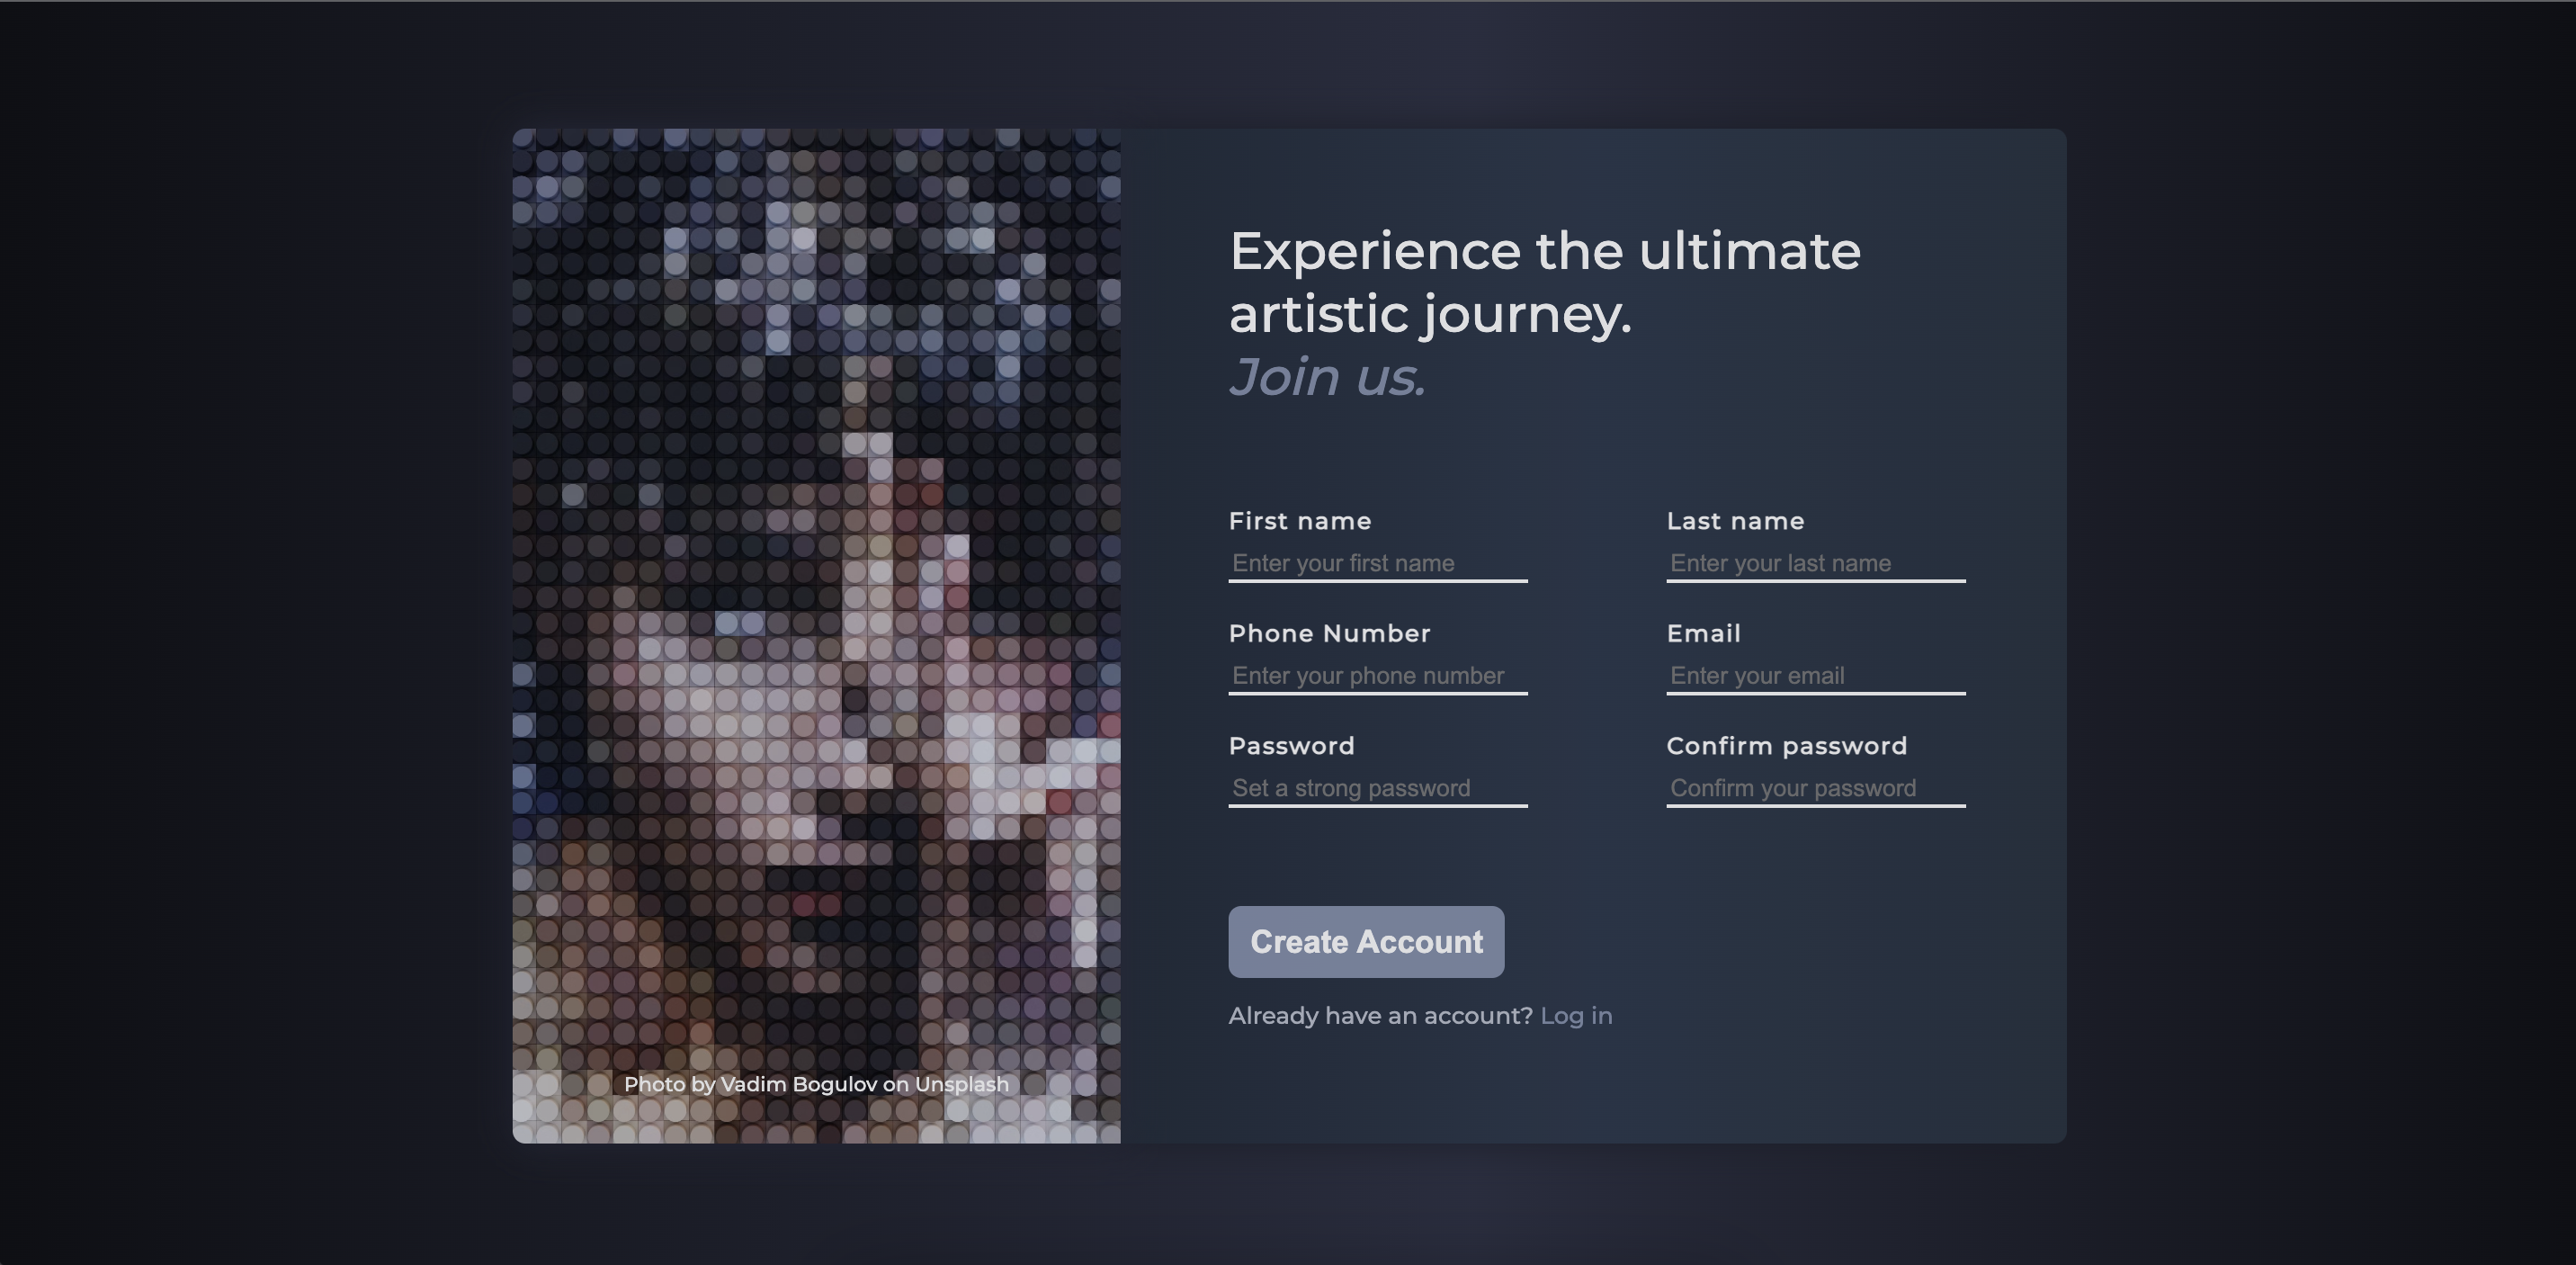 Experience the ultimate
artistic journey.
Join us.
First name
Last name
Enter your first name
Enter your last name
Phone Number
Email
Enter your phone number
Enter your email
Password
Confirm password
Set a strong password
Confirm your password
Create Account
Already have an account? Log in
Photo by Vadim Bogulov on Unsplash